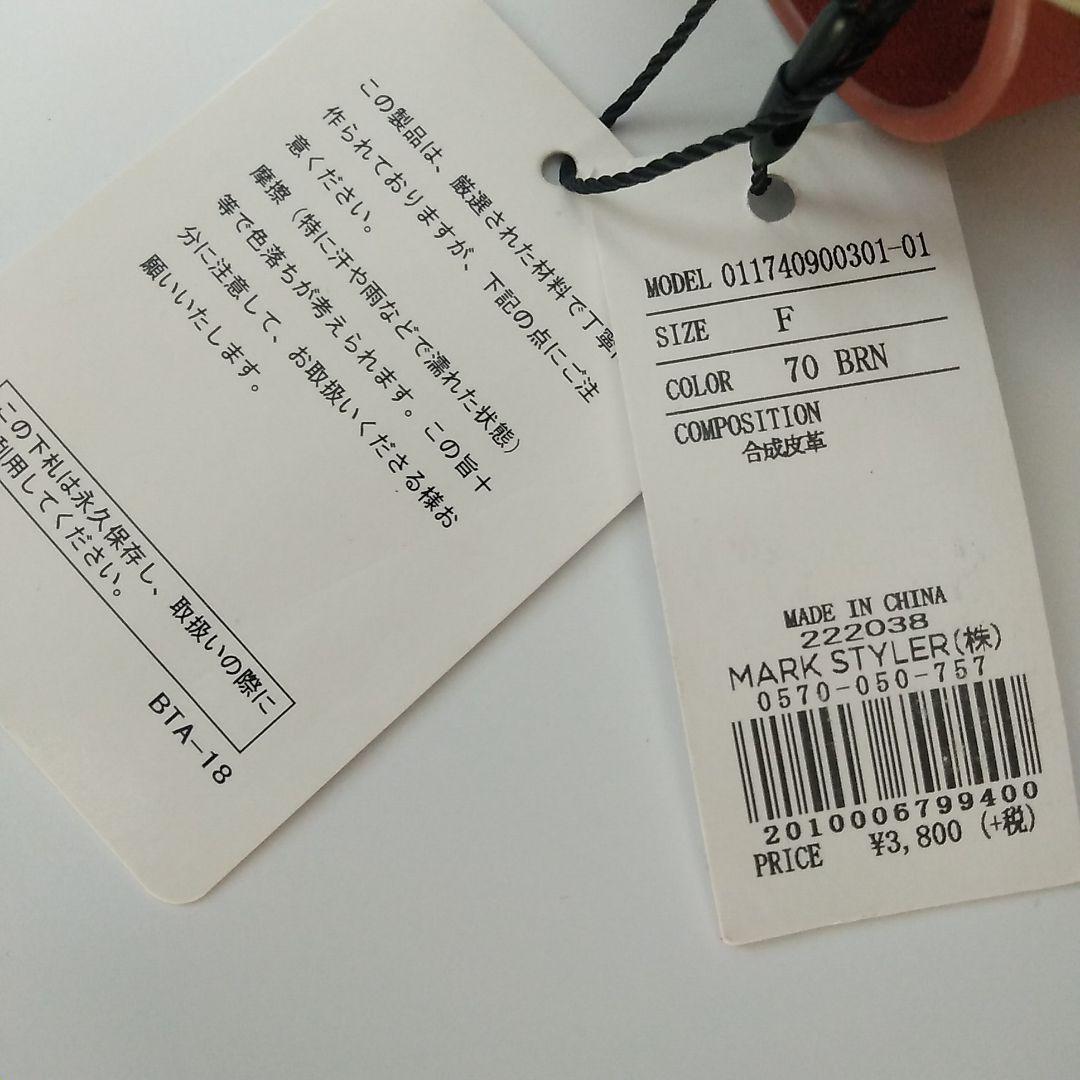 この製品は、厳選された材料で丁寧
作られておりますが、下記の点にご注
意ください。
摩擦（特に汗や雨などで濡れた状態）
等で色落ちが考えられます。この旨十
分に注意して、お取扱いくださる様お
願いいたします。
この下札は永久保存し、取扱いの際に
利用してください。
BTA-18
MODEL 011740900301-01
SIZE F
COLOR 70 BRN
COMPOSITION
合成皮革
MADE IN CHINA
222038
MARK STYLER(株)
0570-050-757
2010006799400
PRICE ¥3,800 (+税)